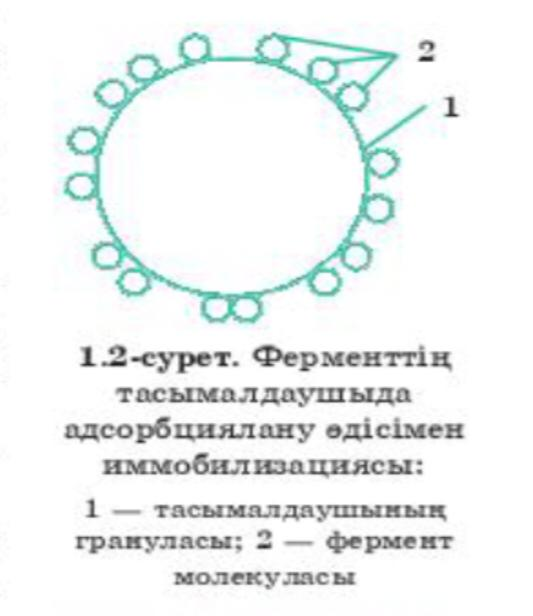 2
1
1.2-сурет. Ферменттің
тасымалдаушыда
адсорбциялану әдісімен
иммобилизациясы:
1 — тасымалдаушының
грануласы; 2 — фермент
молекуласы